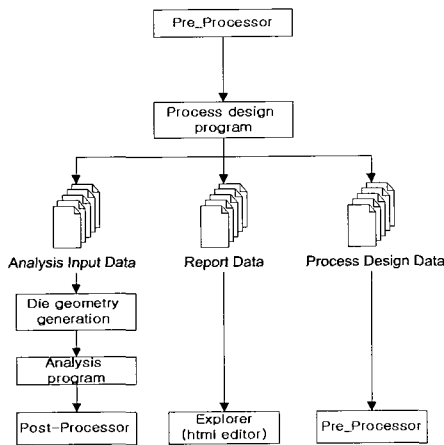 Pre_Processor
Process design
program
Analysis Input Data
Report Data
Process Design Data
Die geometry
generation
Analysis
program
Post-Processor
Explorer
(html editor)
Pre_Processor